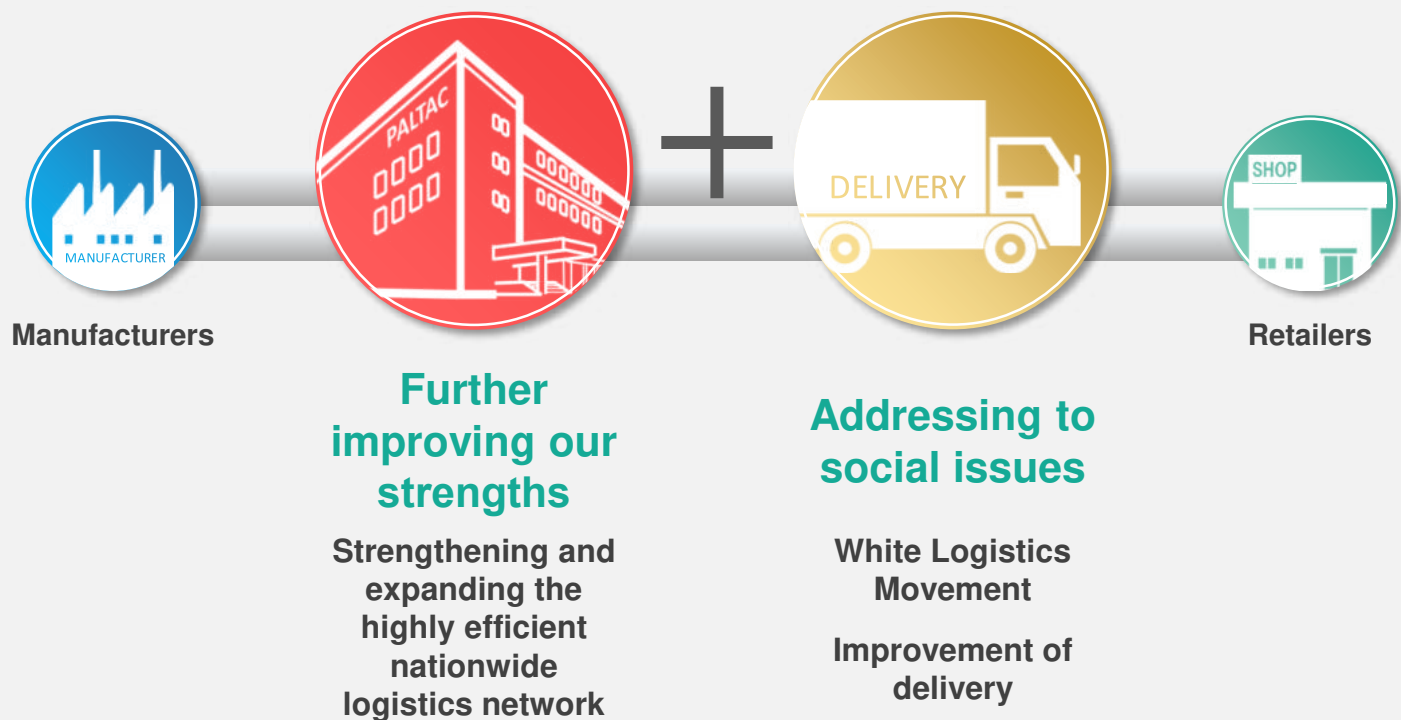 PALTAC
DELIVERY
SHOP
MANUFACTURER
Manufacturers
Retailers
Further
improving our
strengths
Strengthening and
expanding the
highly efficient
nationwide
logistics network
Addressing to
social issues
White Logistics
Movement
Improvement of
delivery